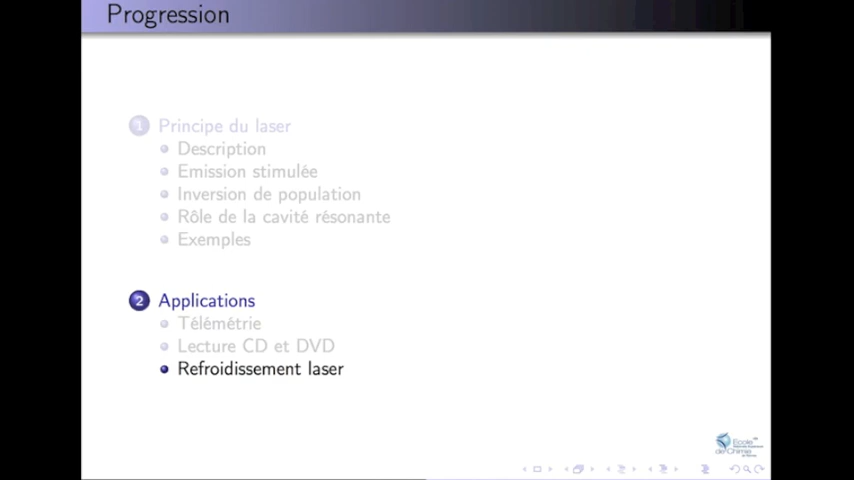 Progression
1 Principe du laser
Description
Emission stimulée
Inversion de population
Rôle de la cavité résonante
Exemples
2 Applications
Télémétrie
Lecture CD et DVD
Refroidissement laser
Ecole
de Chimie